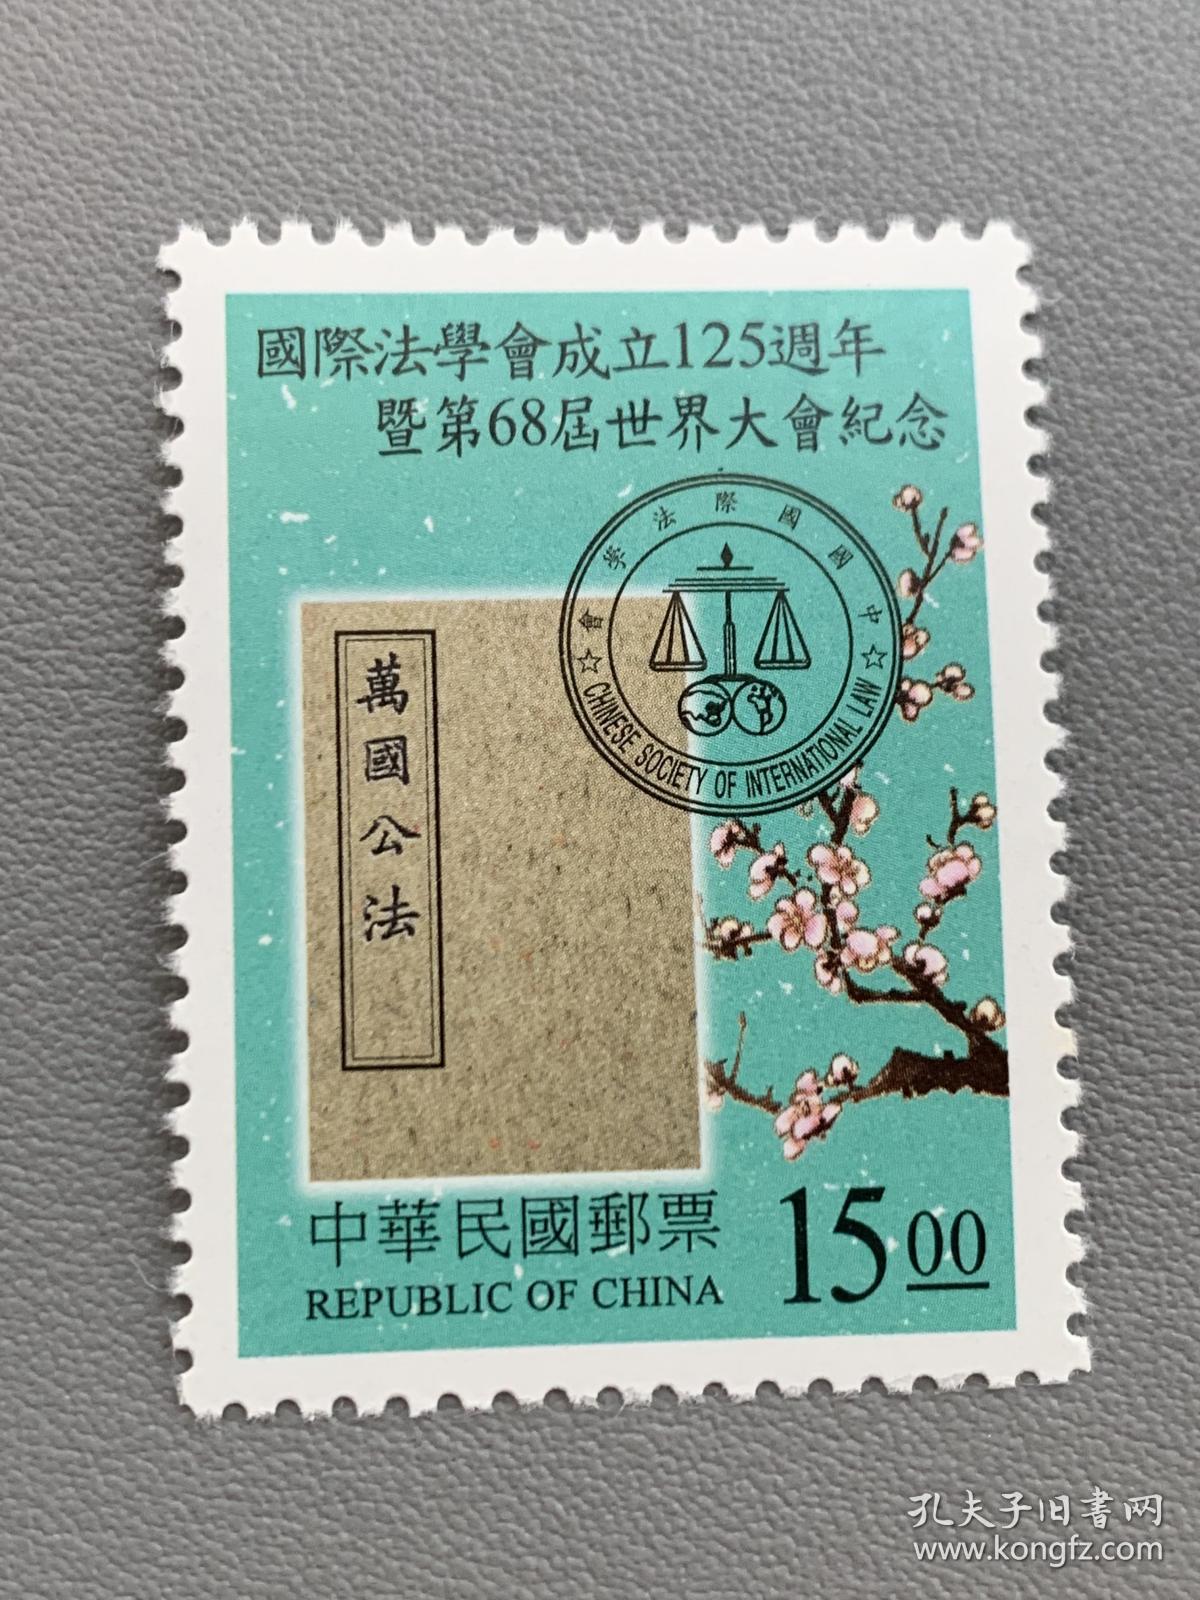 國際法學會成立125週年
暨第68屆世界大會紀念
中國國際法學會
☆ CHINESE SOCIETY OF INTERNATIONAL LAW ☆
萬國公法
中華民國郵票
REPUBLIC OF CHINA
15 00
孔夫子旧书网
www.kongfz.com